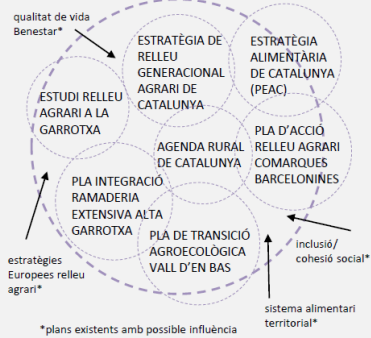 qualitat de vida
Benestar*
ESTRATÈGIA DE
RELLEU
GENERACIONAL
AGRARI DE
CATALUNYA
ESTRATÈGIA
ALIMENTÀRIA
DE CATALUNYA
(PEAC)
ESTUDI RELLEU
AGRARI A LA
GARROTXA
AGENDA RURAL
DE CATALUNYA
PLA D'ACCIÓ
RELLEU AGRARI
COMARQUES
BARCELONINES
PLA INTEGRACIÓ
RAMADERIA
EXTENSIVA ALTA
GARROTXA
PLA DE TRANSICIÓ
AGROECOLÒGICA
VALL D'EN BAS
estratègies
Europees relleu
agrari*
inclusió/
cohesió social*
sistema alimentari
territorial*
*plans existents amb possible influència